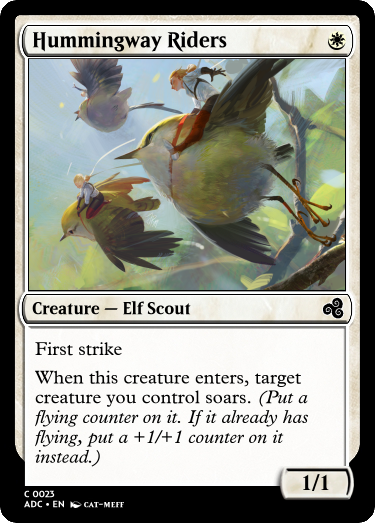 Hummingway Riders
Creature — Elf Scout
First strike
When this creature enters, target
creature you control soars. (Put a
flying counter on it. If it already has
flying, put a +1/+1 counter on it
instead.)
1/1
C 0023
ADC • EN CAT-MEFF